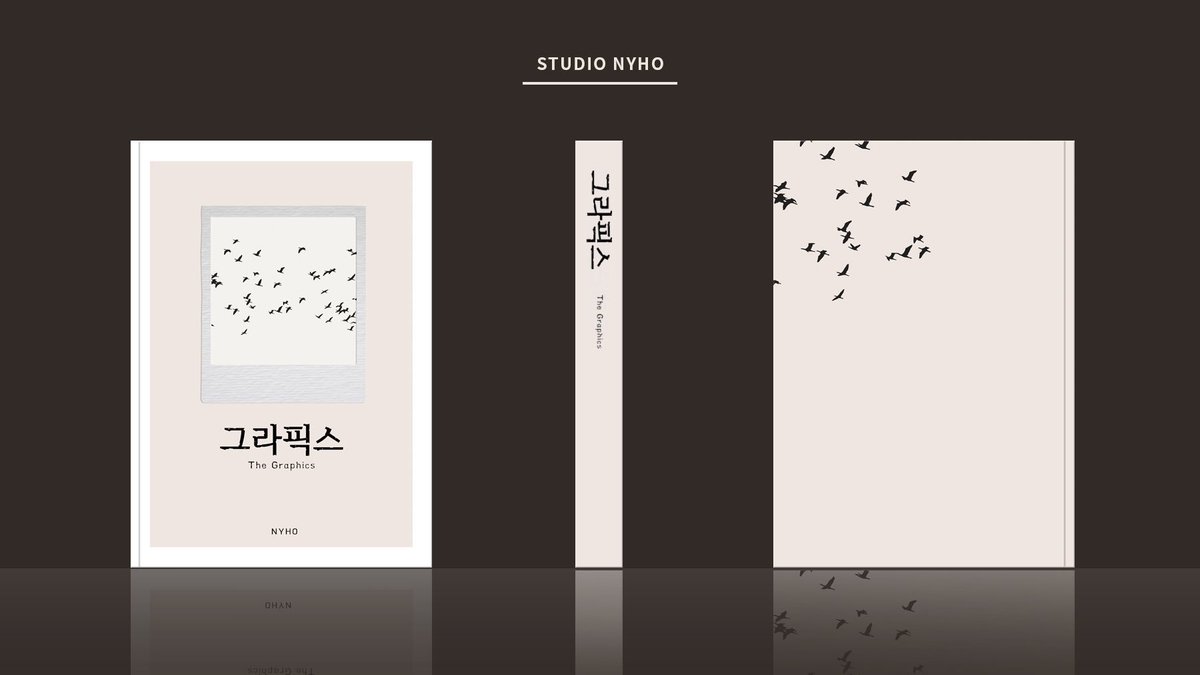 STUDIO NYHO
그라픽스
The Graphics
NYHO
그라픽스
The Graphics